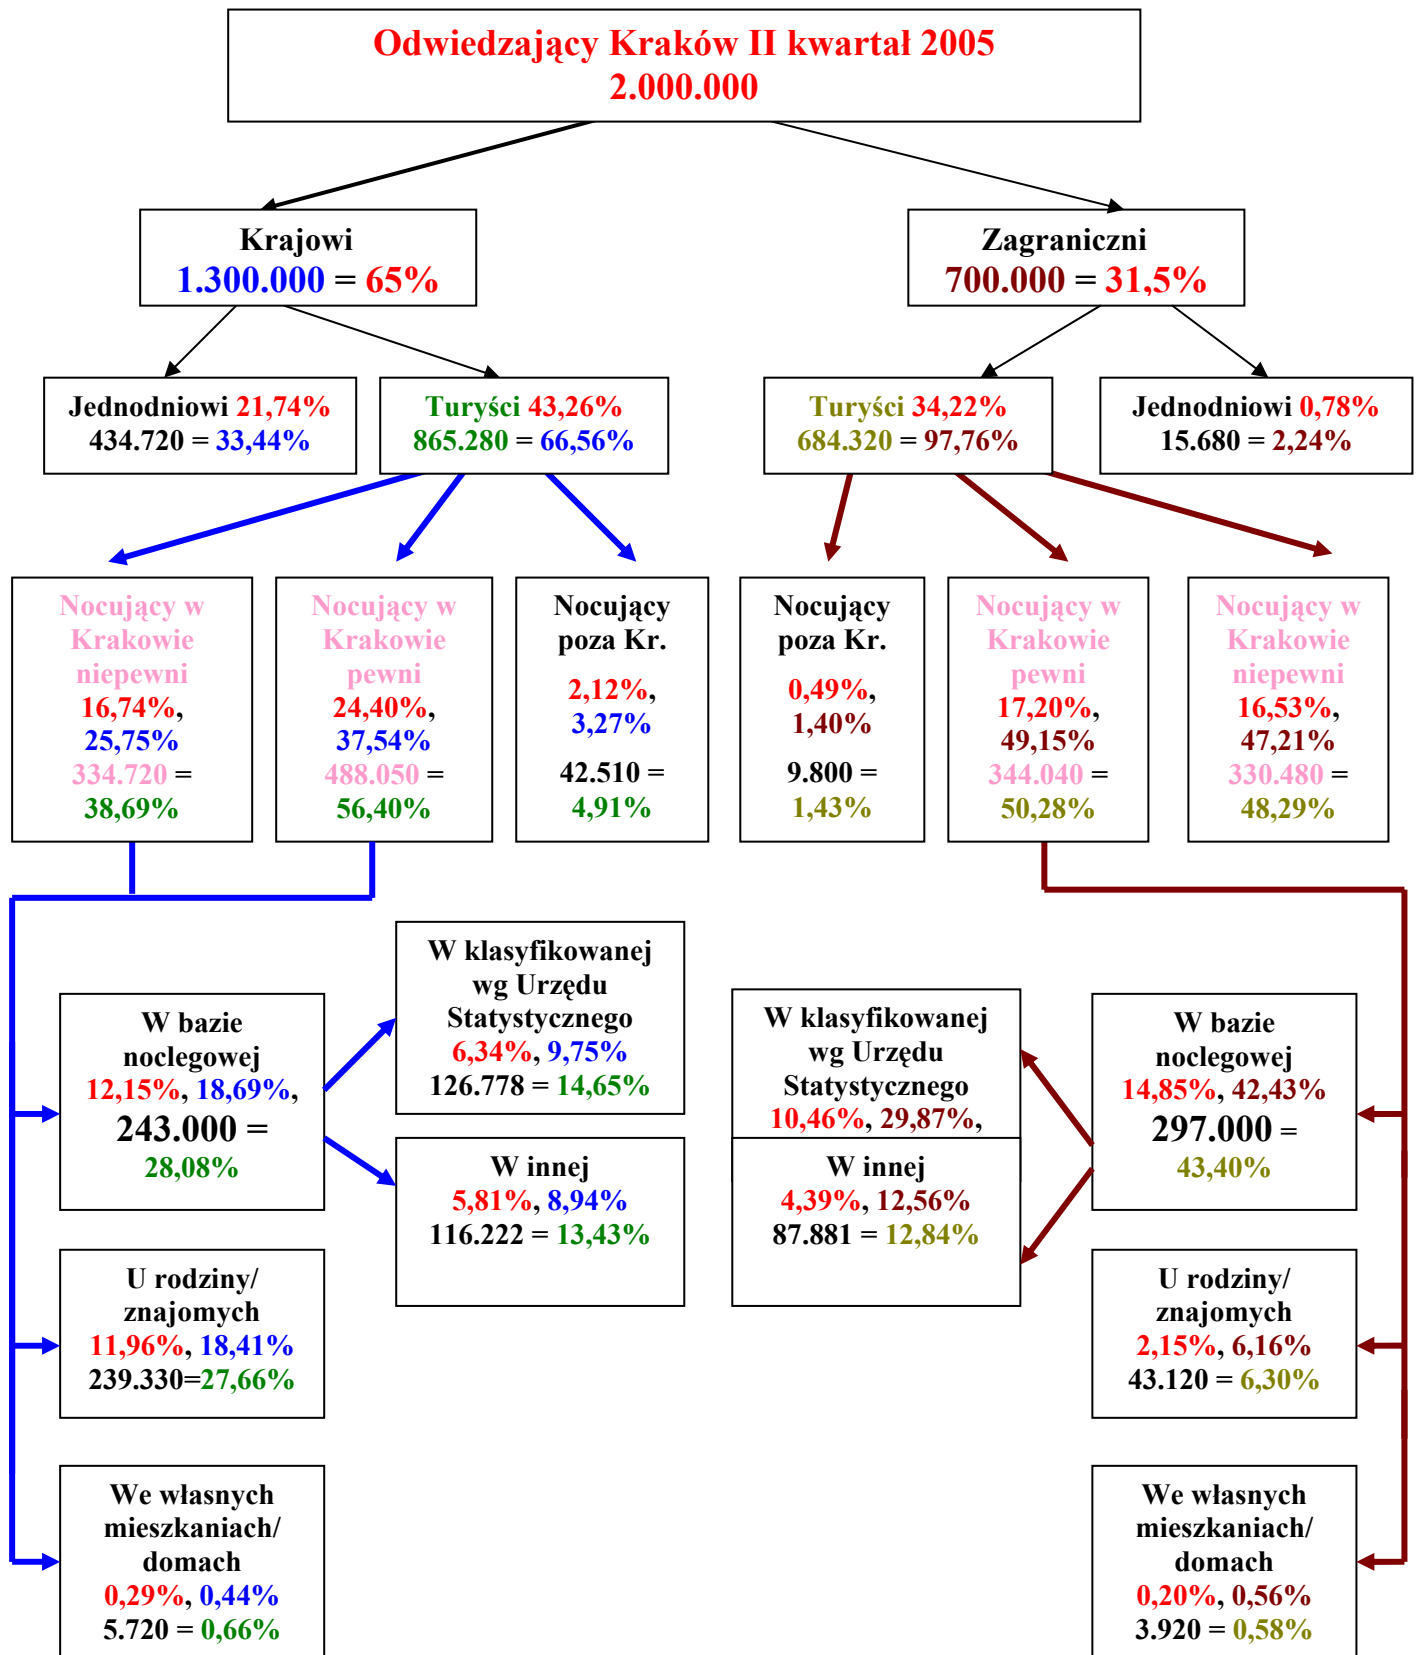 Odwiedzający Kraków II kwartał 2005
2.000.000
Krajowi
1.300.000 = 65%
Zagraniczni
700.000 = 31,5%
Jednodniowi 21,74%
434.720 = 33,44%
Turyści 43,26%
865.280 = 66,56%
Turyści 34,22%
684.320 = 97,76%
Jednodniowi 0,78%
15.680 = 2,24%
Nocujący w
Krakowie
niepewni
16,74%,
25,75%
334.720 =
38,69%
Nocujący w
Krakowie
pewni
24,40%,
37,54%
488.050 =
56,40%
Nocujący
poza Kr.
2,12%,
3,27%
42.510 =
4,91%
Nocujący
poza Kr.
0,49%,
1,40%
9.800 =
1,43%
Nocujący w
Krakowie
pewni
17,20%,
49,15%
344.040 =
50,28%
Nocujący w
Krakowie
niepewni
16,53%,
47,21%
330.480 =
48,29%
W bazie
noclegowej
12,15%, 18,69%,
243.000 =
28,08%
W klasyfikowanej
wg Urzędu
Statystycznego
6,34%, 9,75%
126.778 = 14,65%
W innej
5,81%, 8,94%
116.222 = 13,43%
W klasyfikowanej
wg Urzędu
Statystycznego
10,46%, 29,87%,
W innej
4,39%, 12,56%
87.881 = 12,84%
W bazie
noclegowej
14,85%, 42,43%
297.000 =
43,40%
U rodziny/
znajomych
11,96%, 18,41%
239.330=27,66%
U rodziny/
znajomych
2,15%, 6,16%
43.120 = 6,30%
We własnych
mieszkaniach/
domach
0,29%, 0,44%
5.720 = 0,66%
We własnych
mieszkaniach/
domach
0,20%, 0,56%
3.920 = 0,58%